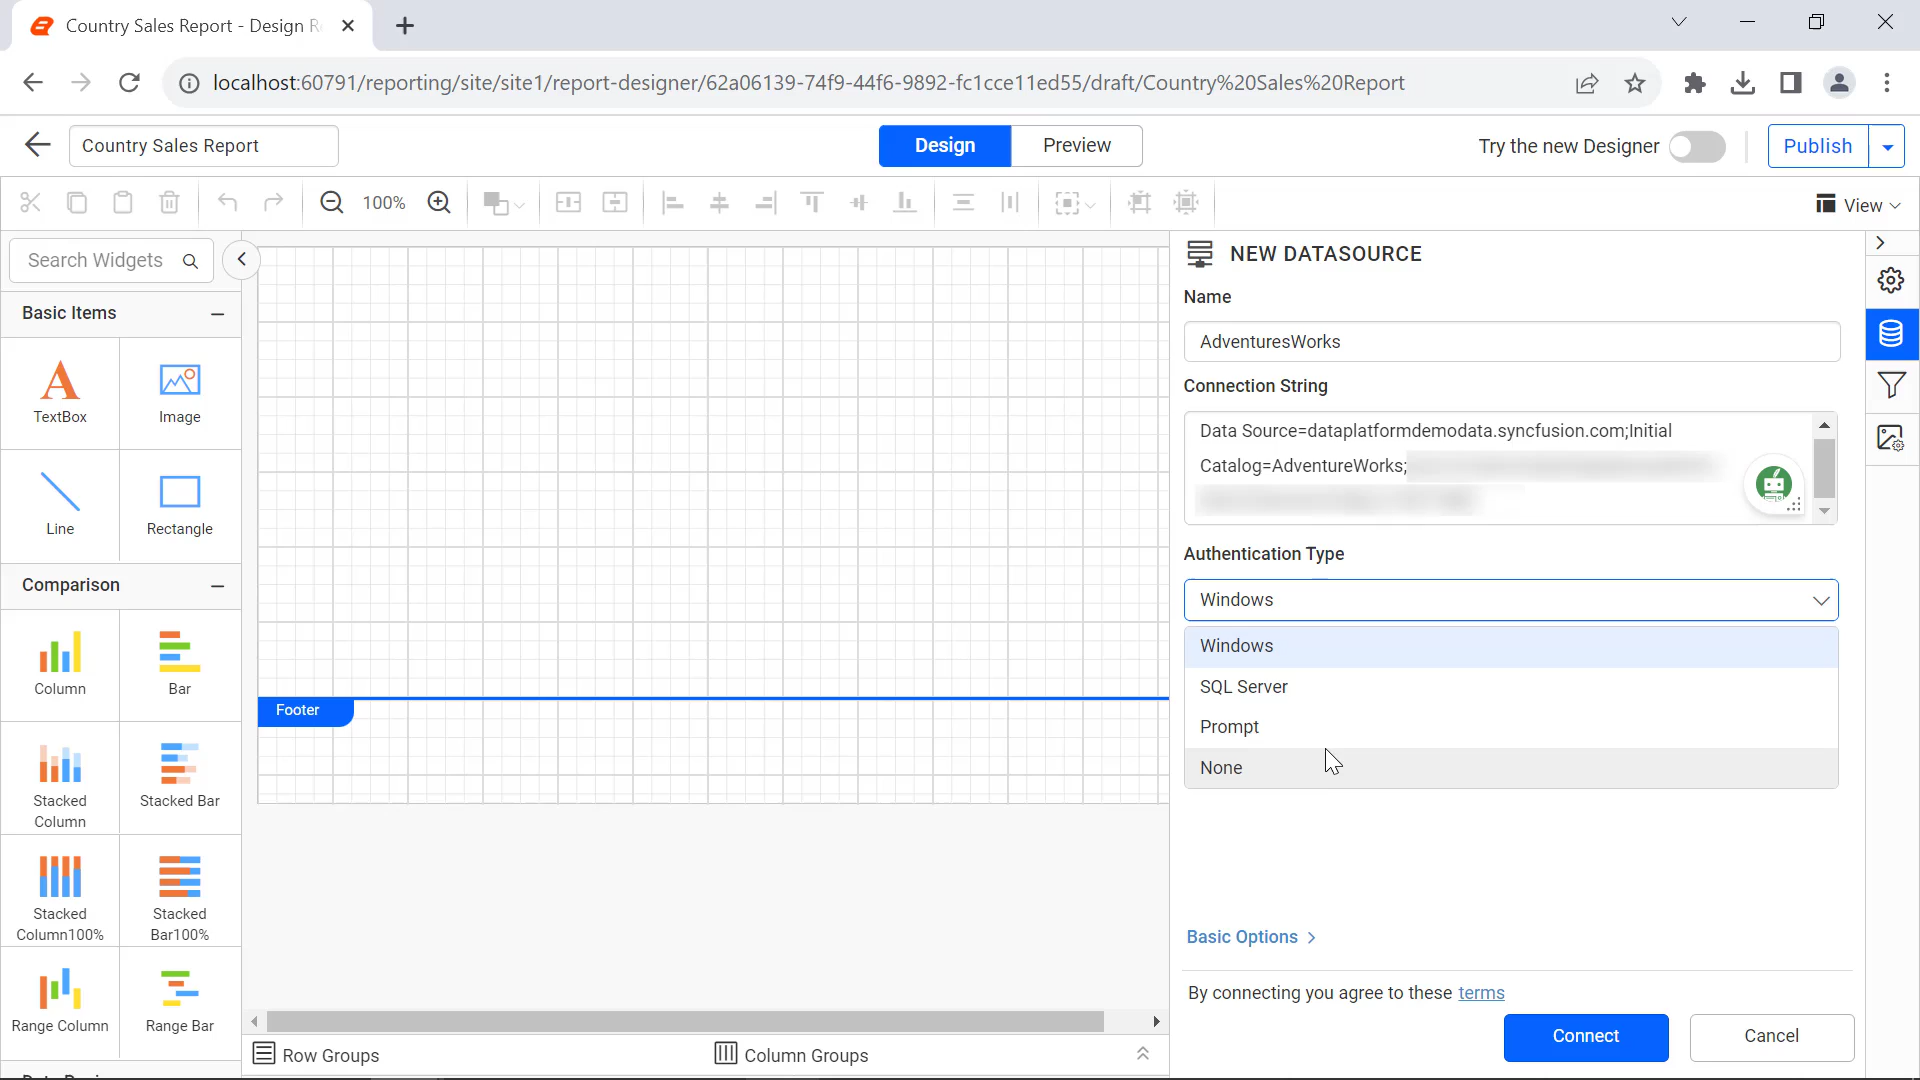 Country Sales Report - Design R
localhost:60791/reporting/site/site1/report-designer/62a06139-74f9-44f6-9892-fc1cce11ed55/draft/Country%20Sales%20Report
Country Sales Report
Design
Preview
Try the new Designer
Publish
100%
View
Search Widgets
Basic Items
TextBox
Image
Line
Rectangle
Comparison
Column
Bar
Stacked
Column
Stacked Bar
Stacked
Column100%
Stacked
Bar100%
Range Column
Range Bar
Footer
Row Groups
Column Groups
NEW DATASOURCE
Name
AdventuresWorks
Connection String
Data Source=dataplatformdemodata.syncfusion.com;Initial
Catalog=AdventureWorks;
Authentication Type
Windows
Windows
SQL Server
Prompt
None
Basic Options
By connecting you agree to these terms
Connect
Cancel